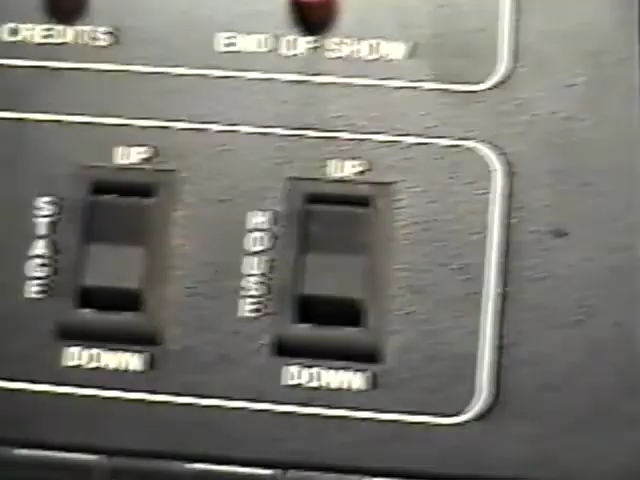 CREDITS
END OF SHOW
UP
UP
STAGE
HOUSE
DOWN
DOWN